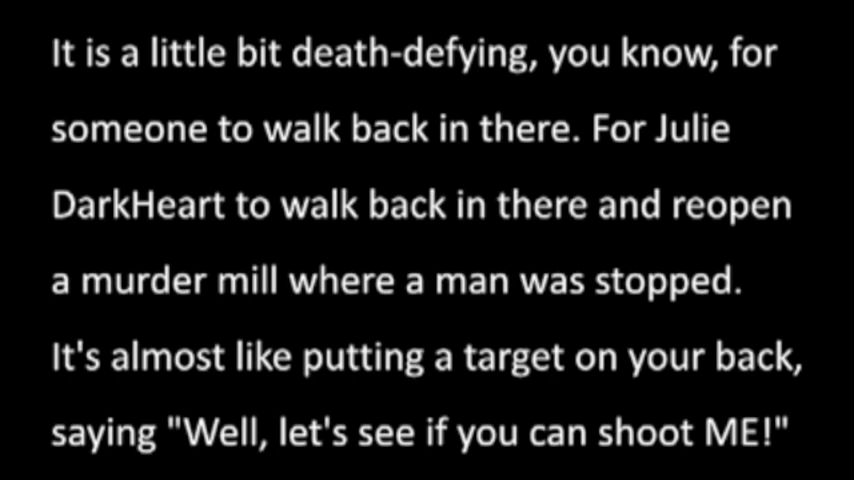 It is a little bit death-defying, you know, for
someone to walk back in there. For Julie
DarkHeart to walk back in there and reopen
a murder mill where a man was stopped.
It's almost like putting a target on your back,
saying "Well, let's see if you can shoot ME!"